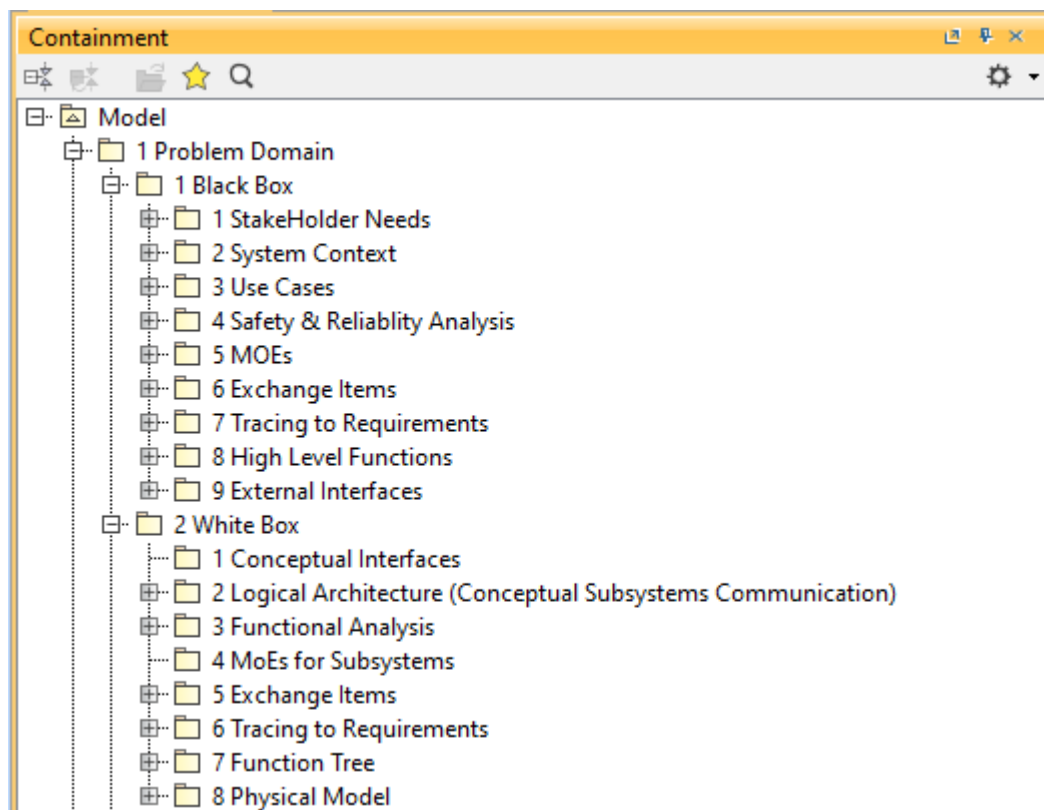 Containment
Model
1 Problem Domain
1 Black Box
1 StakeHolder Needs
2 System Context
3 Use Cases
4 Safety & Reliablity Analysis
5 MOEs
6 Exchange Items
7 Tracing to Requirements
8 High Level Functions
9 External Interfaces
2 White Box
1 Conceptual Interfaces
2 Logical Architecture (Conceptual Subsystems Communication)
3 Functional Analysis
4 MoEs for Subsystems
5 Exchange Items
6 Tracing to Requirements
7 Function Tree
8 Physical Model